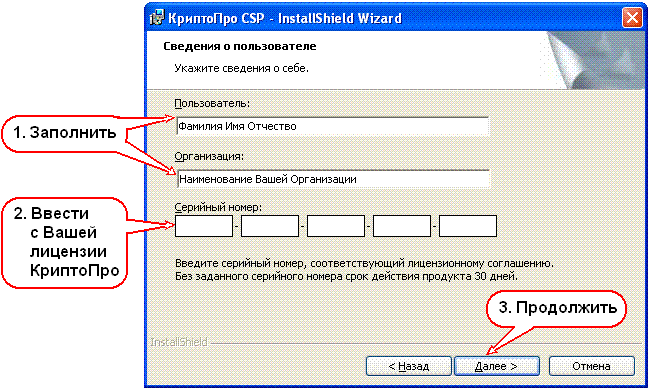 КриптоПро CSP - InstallShield Wizard
Сведения о пользователе
Укажите сведения о себе.
Пользователь:
1. Заполнить
Фамилия Имя Отчество
Организация:
Наименование Вашей Организации
2. Ввести
с Вашей
лицензии
КриптоПро
Серийный номер:
- - - -
Введите серийный номер, соответствующий лицензионному соглашению.
Без заданного серийного номера срок действия продукта 30 дней.
3. Продолжить
InstallShield
< Назад Далее > Отмена